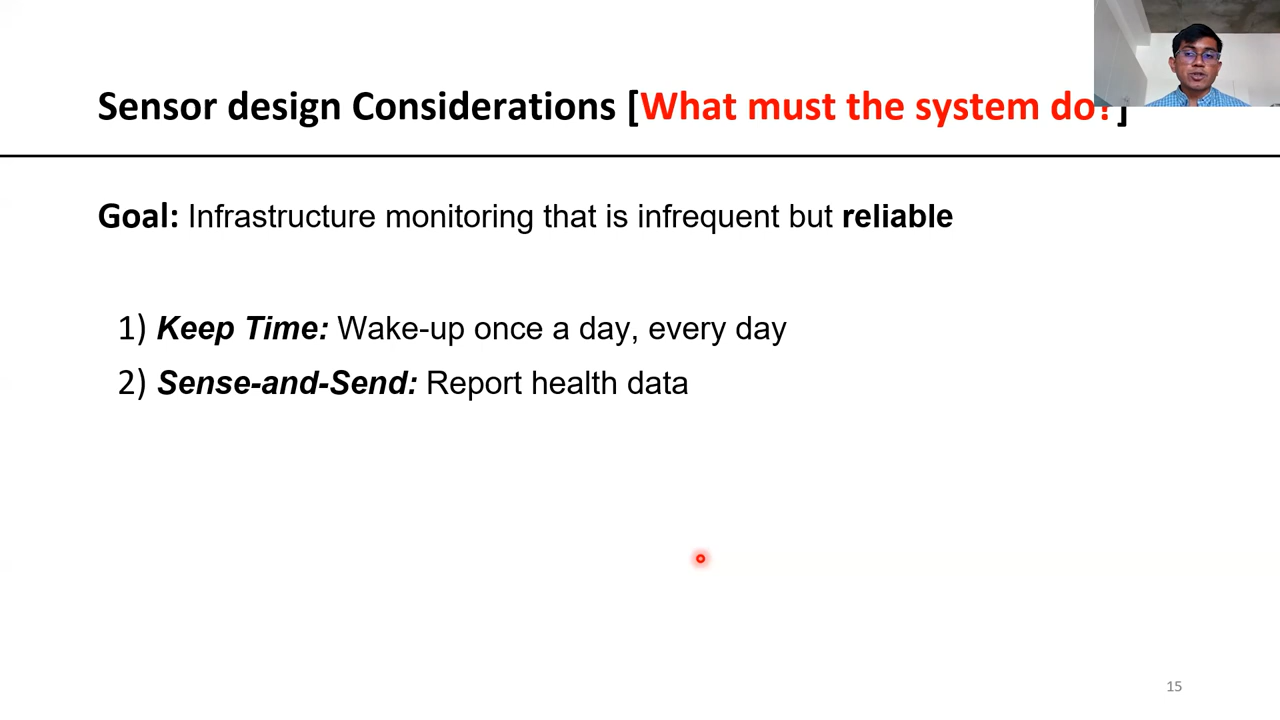 Sensor design Considerations [What must the system do?]
Goal: Infrastructure monitoring that is infrequent but reliable
1) Keep Time: Wake-up once a day, every day
2) Sense-and-Send: Report health data
15